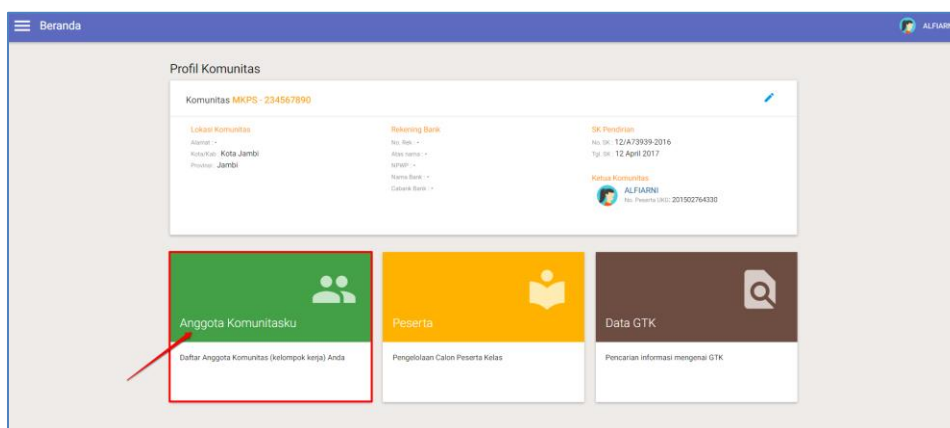 Beranda
ALFIARN
Profil Komunitas
Komunitas MKPS - 234567890
Lokasi Komunitas
Alamat : -
Kota/Kab: Kota Jambi
Provinsi: Jambi
Rekening Bank
No. Rek : -
Atas nama : -
NPWP : -
Nama Bank : -
Cabank Bank : -
SK Pendirian
No. SK : 12/A73939-2016
Tgl. SK : 12 April 2017
Ketua Komunitas
ALFIARNI
No. Peserta UKG: 201502764330
Anggota Komunitasku
Daftar Anggota Komunitas (kelompok kerja) Anda
Peserta
Pengelolaan Calon Peserta Kelas
Data GTK
Pencarian informasi mengenai GTK